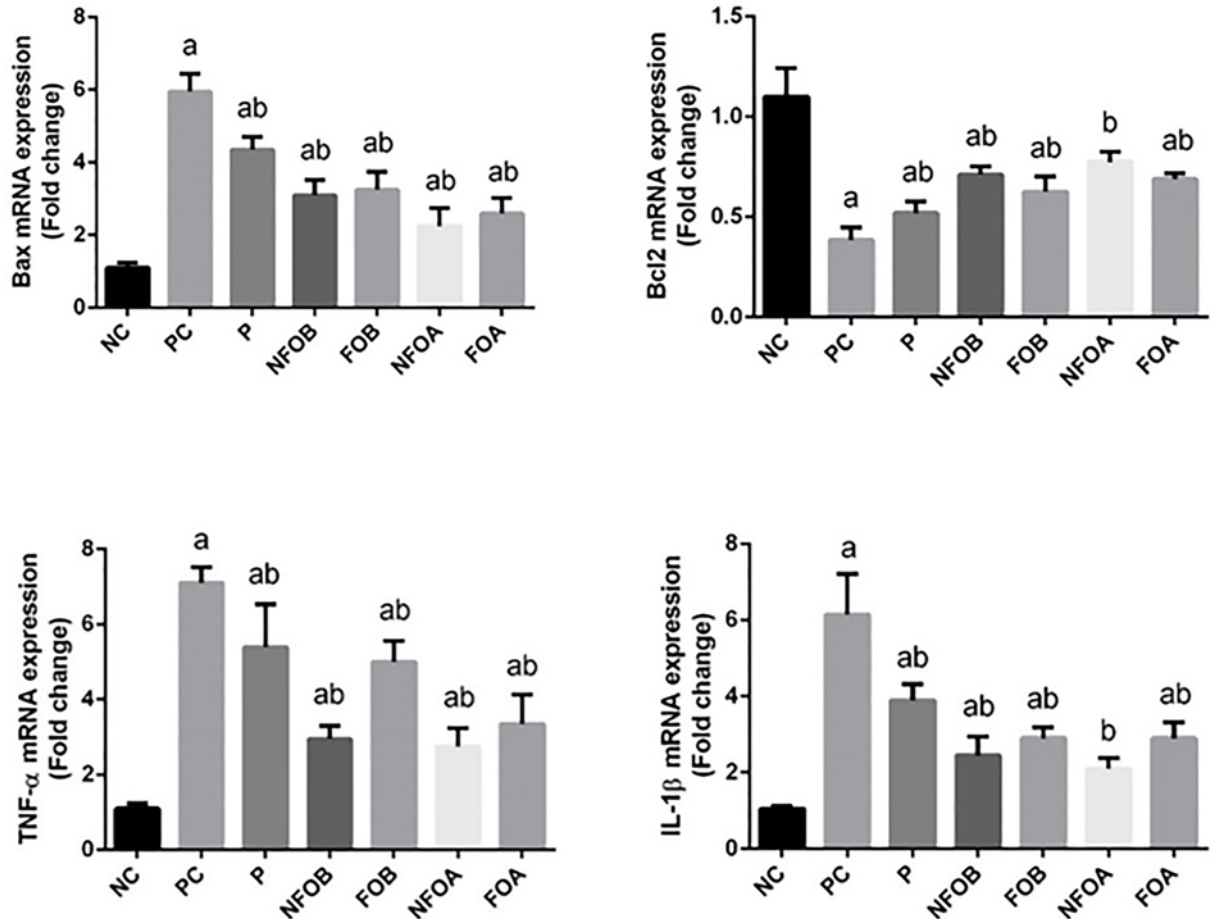 Bax mRNA expression
(Fold change)
8
6
4
2
0
a
ab
ab
ab
ab
ab
NC
PC
P
NFOB
FOB
NFOA
FOA
Bcl2 mRNA expression
(Fold change)
1.5
1.0
0.5
0.0
a
ab
ab
ab
b
ab
NC
PC
P
NFOB
FOB
NFOA
FOA
TNF-α mRNA expression
(Fold change)
8
6
4
2
0
a
ab
ab
ab
ab
ab
NC
PC
P
NFOB
FOB
NFOA
FOA
IL-1β mRNA expression
(Fold change)
8
6
4
2
0
a
ab
ab
ab
b
ab
NC
PC
P
NFOB
FOB
NFOA
FOA